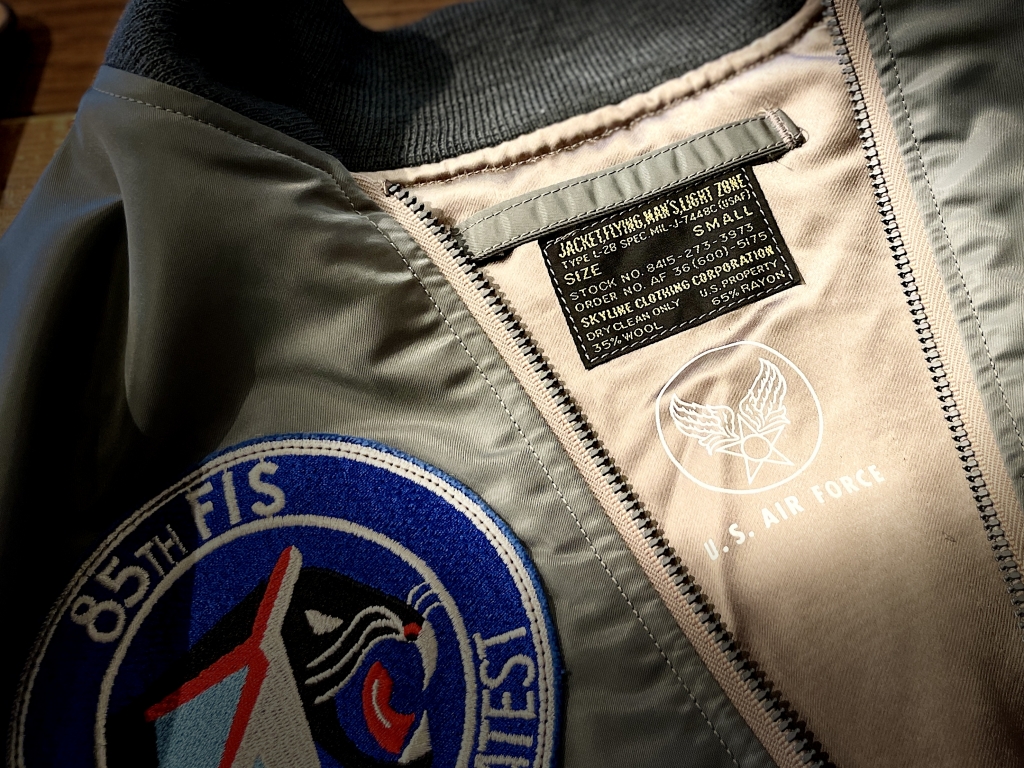 JACKET,FLYING,MAN'S,LIGHT ZONE
TYPE L-2B SPEC. MIL-J-7448C (USAF)
SIZE SMALL
STOCK NO. 8415-273-3973
ORDER NO. AF 36(600)-5175
SKYLINE CLOTHING CORPORATION
DRY CLEAN ONLY U.S. PROPERTY
35% WOOL 65% RAYON
U.S. AIR FORCE
85TH FIS